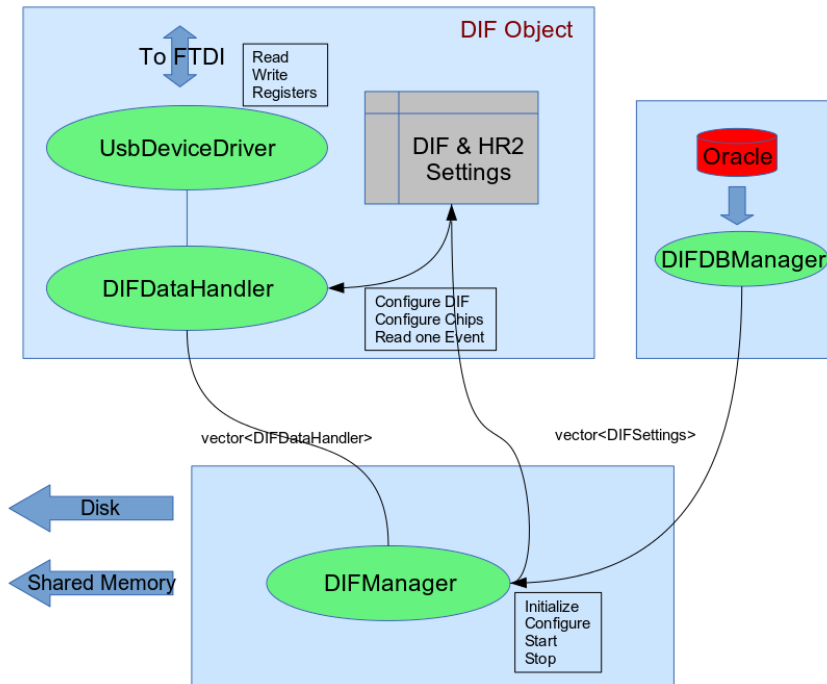 DIF Object
To FTDI
Read
Write
Registers
UsbDeviceDriver
DIF & HR2
Settings
Oracle
DIFDBManager
DIFDataHandler
Configure DIF
Configure Chips
Read one Event
vector<DIFDataHandler>
vector<DIFSettings>
Disk
Shared Memory
DIFManager
Initialize
Configure
Start
Stop